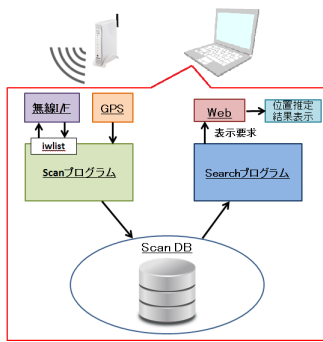 無線I/F
GPS
Web
位置推定
結果表示
iwlist
表示要求
Scanプログラム
Searchプログラム
Scan DB